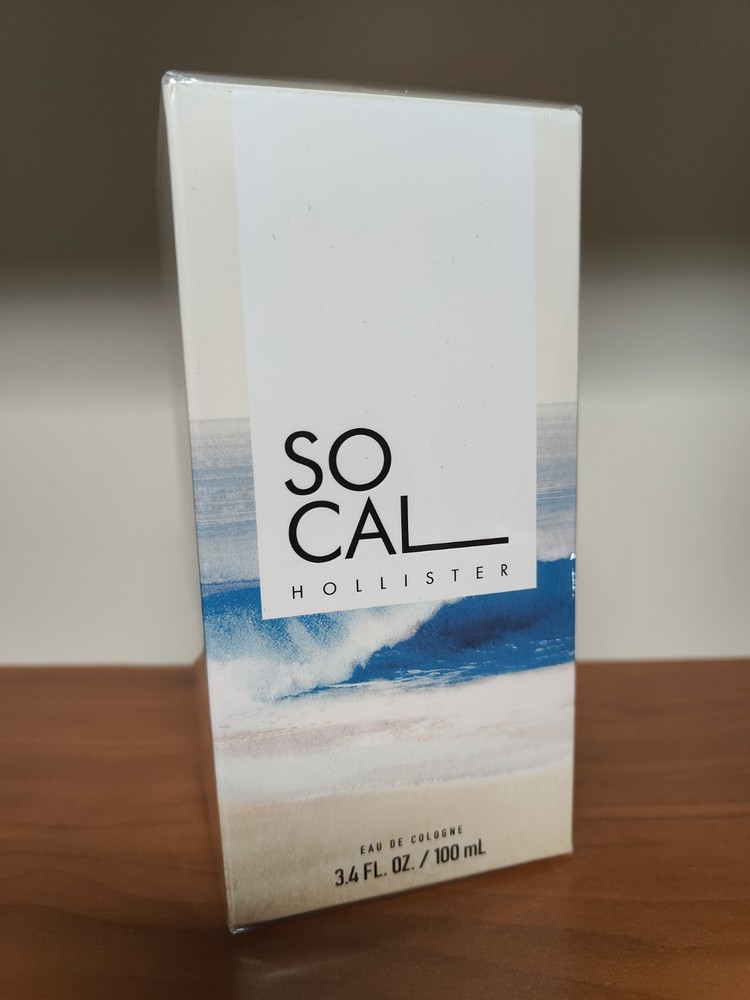 SO
CAL
HOLLISTER
EAU DE COLOGNE
3.4 FL. OZ. / 100 mL